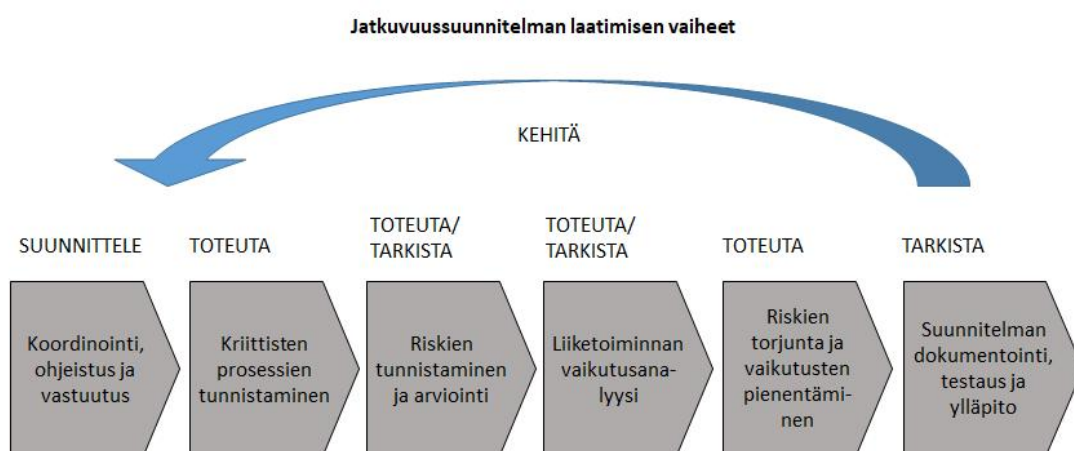 Jatkuvuussuunnitelman laatimisen vaiheet
KEHITÄ
SUUNNITTELE
TOTEUTA
TOTEUTA/
TARKISTA
TOTEUTA/
TARKISTA
TOTEUTA
TARKISTA
Koordinointi,
ohjeistus ja
vastuutus
Kriittisten
prosessien
tunnistaminen
Riskien
tunnistaminen
ja arviointi
Liiketoiminnan
vaikutusana-
lyysi
Riskien
torjunta ja
vaikutusten
pienentämi-
nen
Suunnitelman
dokumentointi,
testaus ja
ylläpito